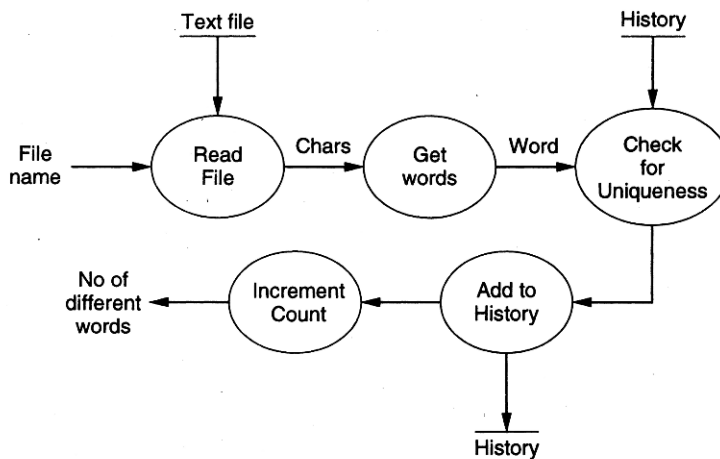 Text file
History
File
name
Read
File
Chars
Get
words
Word
Check
for
Uniqueness
No of
different
words
Increment
Count
Add to
History
History